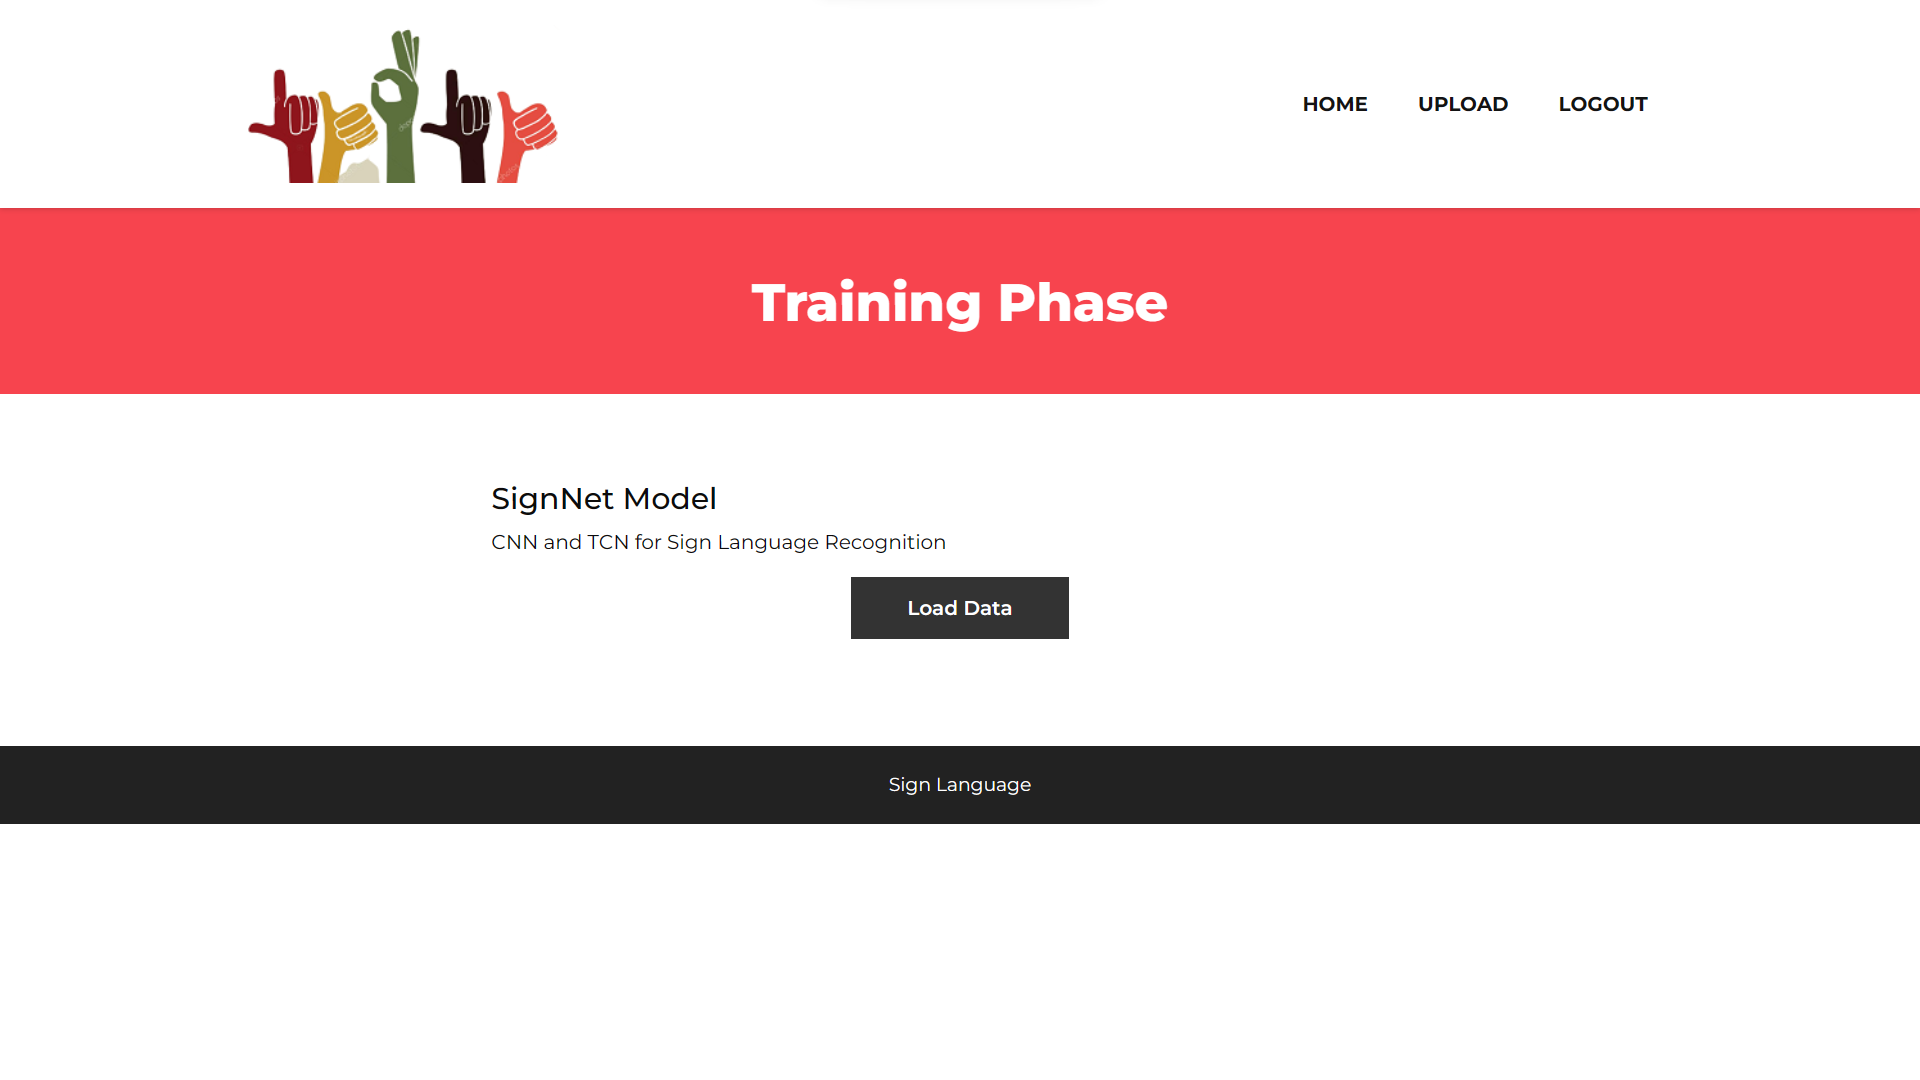 HOME UPLOAD LOGOUT
Training Phase
SignNet Model
CNN and TCN for Sign Language Recognition
Load Data
Sign Language